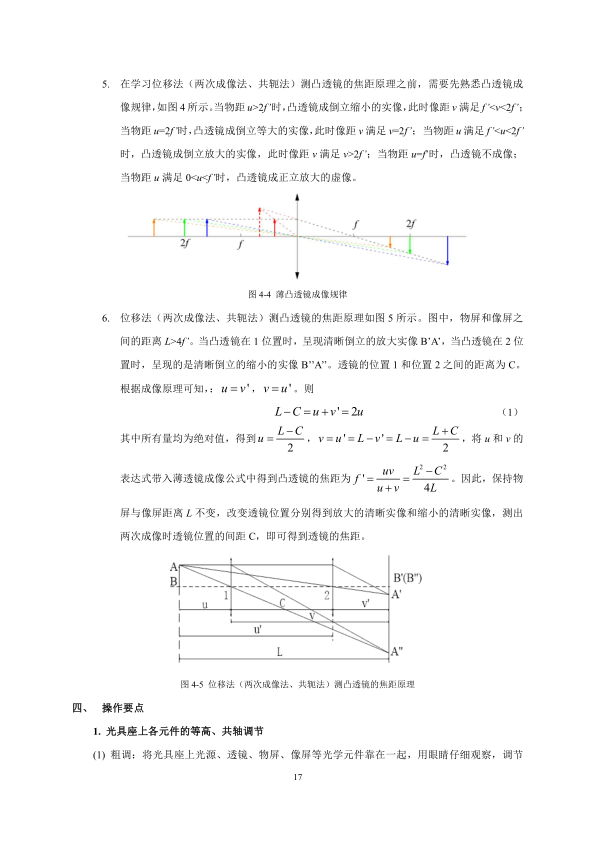 5. 在学习位移法（两次成像法、共轭法）测凸透镜的焦距原理之前，需要先熟悉凸透镜成
像规律，如图 4 所示。当物距 u>2f’时，凸透镜成倒立缩小的实像，此时像距 v 满足 f’<v<2f’；
当物距 u=2f’时，凸透镜成倒立等大的实像，此时像距 v 满足 v=2f’；当物距 u 满足 f’<u<2f’
时，凸透镜成倒立放大的实像，此时像距 v 满足 v>2f’；当物距 u=f’时，凸透镜不成像；
当物距 u 满足 0<u<f’时，凸透镜成正立放大的虚像。
2f f f 2f
图 4-4 薄凸透镜成像规律
6. 位移法（两次成像法、共轭法）测凸透镜的焦距原理如图 5 所示。图中，物屏和像屏之
间的距离 L>4f’。当凸透镜在 1 位置时，呈现清晰倒立的放大实像 B’A’，当凸透镜在 2 位
置时，呈现的是清晰倒立的缩小的实像 B’’A’’。透镜的位置 1 和位置 2 之间的距离为 C。
根据成像原理可知，: u = v' ，v = u' 。则
L − C = u + v' = 2u （1）
其中所有量均为绝对值，得到 u = (L − C)/2 ，v = u' = L − v' = L − u = (L + C)/2 ，将 u 和 v 的
表达式带入薄透镜成像公式中得到凸透镜的焦距为 f' = uv/(u + v) = (L² − C²)/4L 。因此，保持物
屏与像屏距离 L 不变，改变透镜位置分别得到放大的清晰实像和缩小的清晰实像，测出
两次成像时透镜位置的间距 C，即可得到透镜的焦距。
A
B B'(B")
1 2 A'
u C v'
v
u'
L A"
图 4-5 位移法（两次成像法、共轭法）测凸透镜的焦距原理
四、 操作要点
1. 光具座上各元件的等高、共轴调节
(1) 粗调：将光具座上光源、透镜、物屏、像屏等光学元件靠在一起，用眼睛仔细观察，调节
17